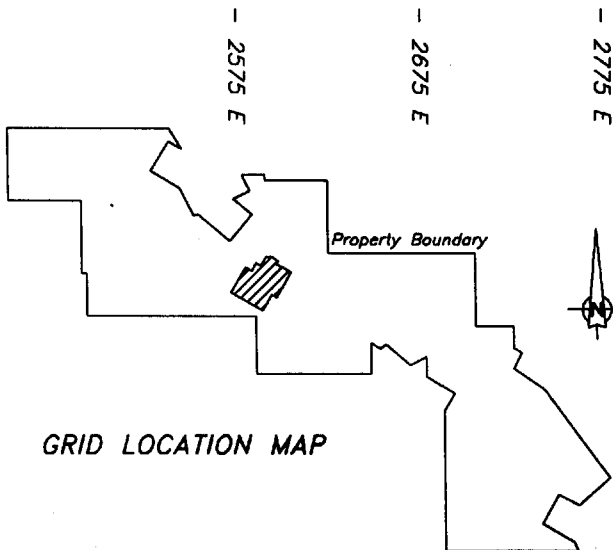 - 2575 E
- 2675 E
- 2775 E
Property Boundary
N
GRID LOCATION MAP